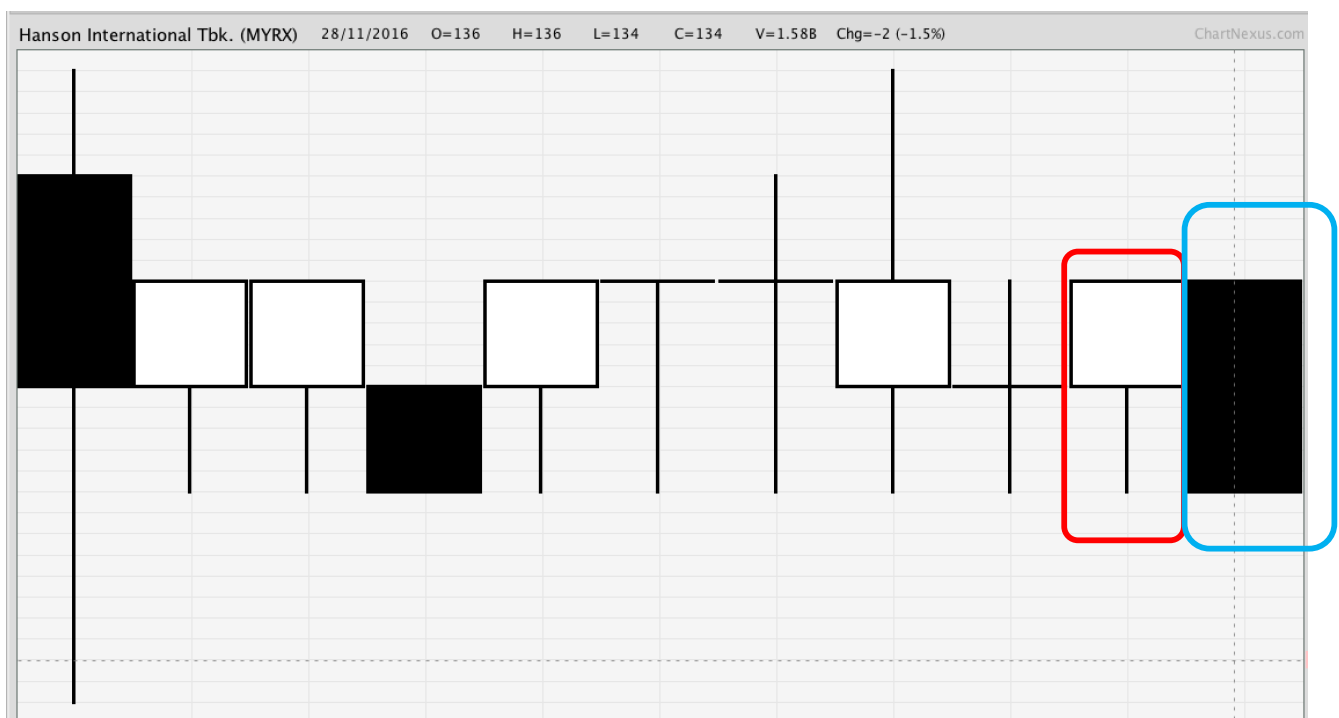 Hanson International Tbk. (MYRX) 28/11/2016 O=136 H=136 L=134 C=134 V=1.58B Chg=-2 (-1.5%) ChartNexus.com